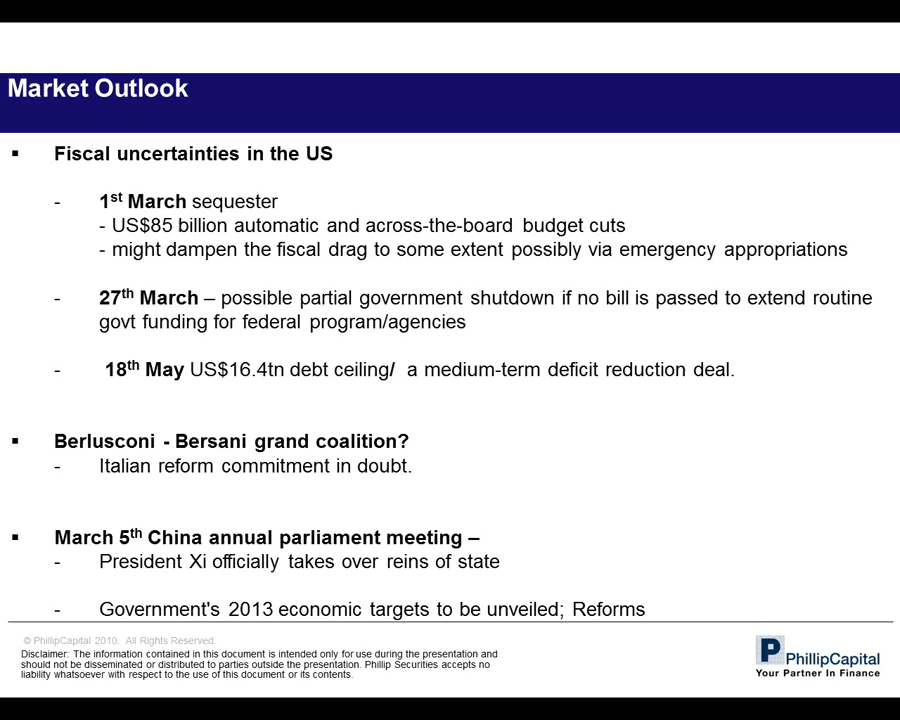 Market Outlook
▪ Fiscal uncertainties in the US
- 1st March sequester
- US$85 billion automatic and across-the-board budget cuts
- might dampen the fiscal drag to some extent possibly via emergency appropriations
- 27th March – possible partial government shutdown if no bill is passed to extend routine
govt funding for federal program/agencies
- 18th May US$16.4tn debt ceiling/ a medium-term deficit reduction deal.
▪ Berlusconi - Bersani grand coalition?
- Italian reform commitment in doubt.
▪ March 5th China annual parliament meeting –
- President Xi officially takes over reins of state
- Government's 2013 economic targets to be unveiled; Reforms
© PhillipCapital 2010. All Rights Reserved.
Disclaimer: The information contained in this document is intended only for use during the presentation and
should not be disseminated or distributed to parties outside the presentation. Phillip Securities accepts no
liability whatsoever with respect to the use of this document or its contents.
P PhillipCapital
Your Partner In Finance